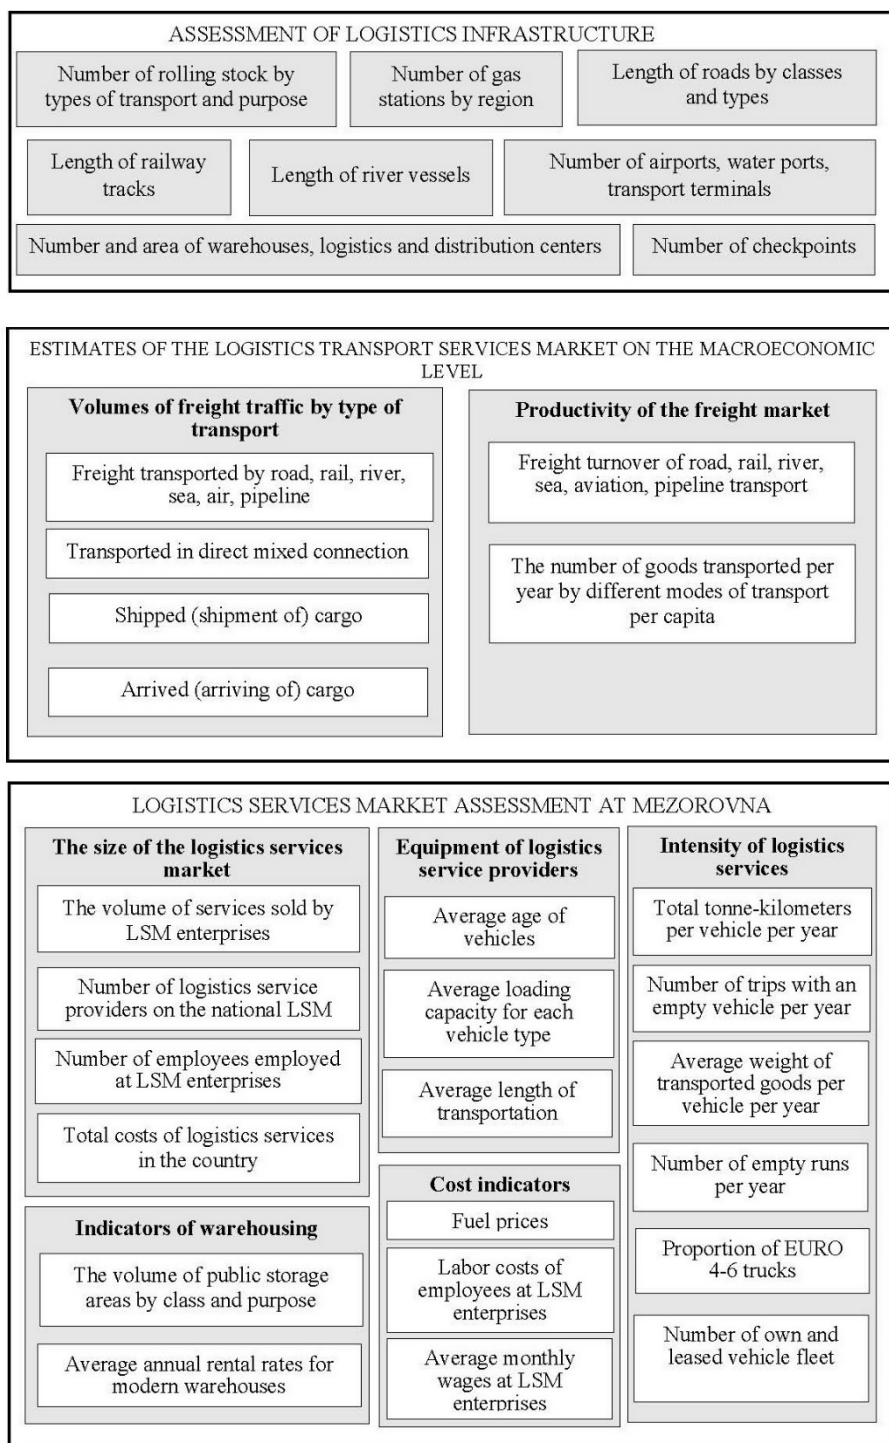 ASSESSMENT OF LOGISTICS INFRASTRUCTURE
Number of rolling stock by
types of transport and purpose
Number of gas
stations by region
Length of roads by classes
and types
Length of railway
tracks
Length of river vessels
Number of airports, water ports,
transport terminals
Number and area of warehouses, logistics and distribution centers
Number of checkpoints
ESTIMATES OF THE LOGISTICS TRANSPORT SERVICES MARKET ON THE MACROECONOMIC
LEVEL
Volumes of freight traffic by type of
transport
Freight transported by road, rail, river,
sea, air, pipeline
Transported in direct mixed connection
Shipped (shipment of) cargo
Arrived (arriving of) cargo
Productivity of the freight market
Freight turnover of road, rail, river,
sea, aviation, pipeline transport
The number of goods transported per
year by different modes of transport
per capita
LOGISTICS SERVICES MARKET ASSESSMENT AT MEZOROVNA
The size of the logistics services
market
The volume of services sold by
LSM enterprises
Number of logistics service
providers on the national LSM
Number of employees employed
at LSM enterprises
Total costs of logistics services
in the country
Indicators of warehousing
The volume of public storage
areas by class and purpose
Average annual rental rates for
modern warehouses
Equipment of logistics
service providers
Average age of
vehicles
Average loading
capacity for each
vehicle type
Average length of
transportation
Cost indicators
Fuel prices
Labor costs of
employees at LSM
enterprises
Average monthly
wages at LSM
enterprises
Intensity of logistics
services
Total tonne-kilometers
per vehicle per year
Number of trips with an
empty vehicle per year
Average weight of
transported goods per
vehicle per year
Number of empty runs
per year
Proportion of EURO
4-6 trucks
Number of own and
leased vehicle fleet